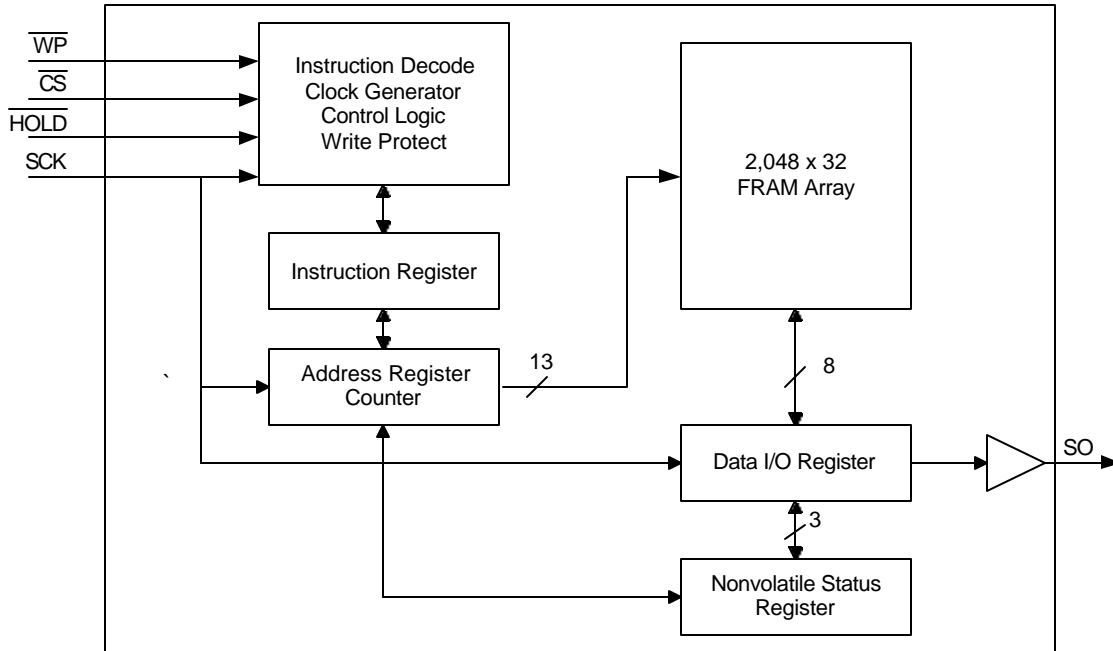 WP
CS
HOLD
SCK
Instruction Decode
Clock Generator
Control Logic
Write Protect
2,048 x 32
FRAM Array
Instruction Register
Address Register
Counter
13
`
8
Data I/O Register
SO
3
Nonvolatile Status
Register